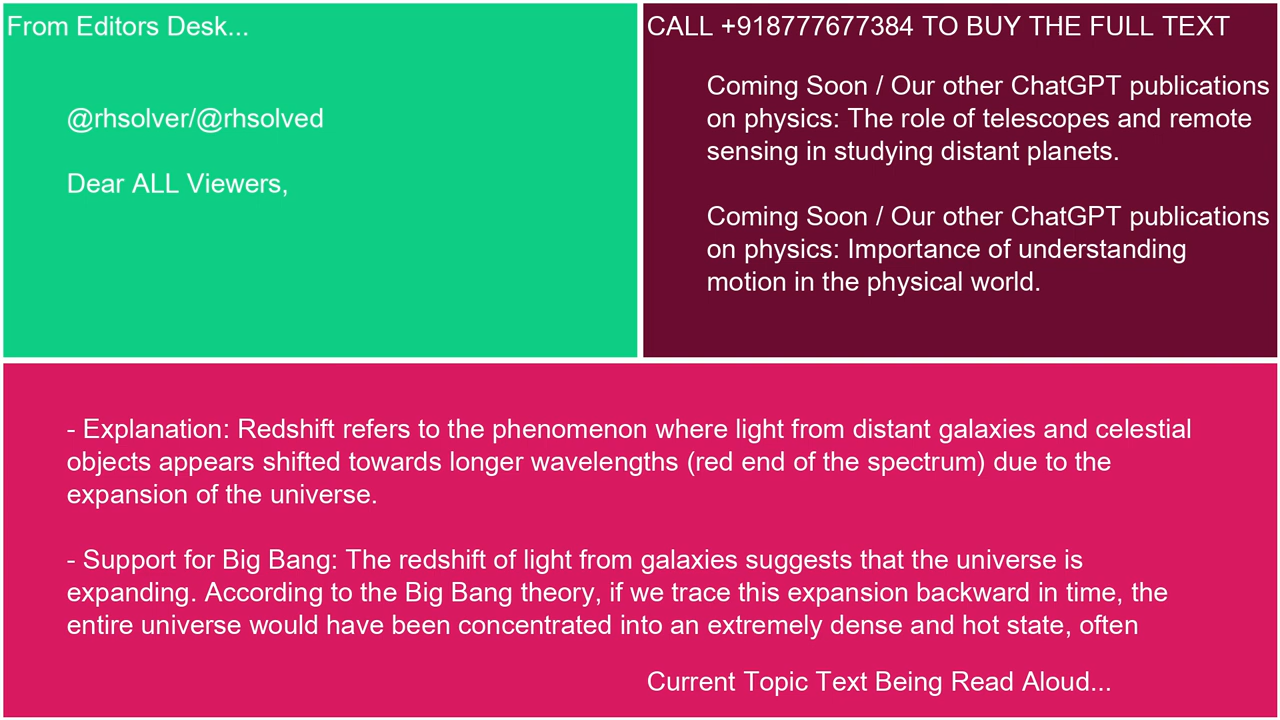 From Editors Desk...
@rhsolver/@rhsolved
Dear ALL Viewers,
CALL +918777677384 TO BUY THE FULL TEXT
Coming Soon / Our other ChatGPT publications
on physics: The role of telescopes and remote
sensing in studying distant planets.
Coming Soon / Our other ChatGPT publications
on physics: Importance of understanding
motion in the physical world.
- Explanation: Redshift refers to the phenomenon where light from distant galaxies and celestial
objects appears shifted towards longer wavelengths (red end of the spectrum) due to the
expansion of the universe.
- Support for Big Bang: The redshift of light from galaxies suggests that the universe is
expanding. According to the Big Bang theory, if we trace this expansion backward in time, the
entire universe would have been concentrated into an extremely dense and hot state, often
Current Topic Text Being Read Aloud...